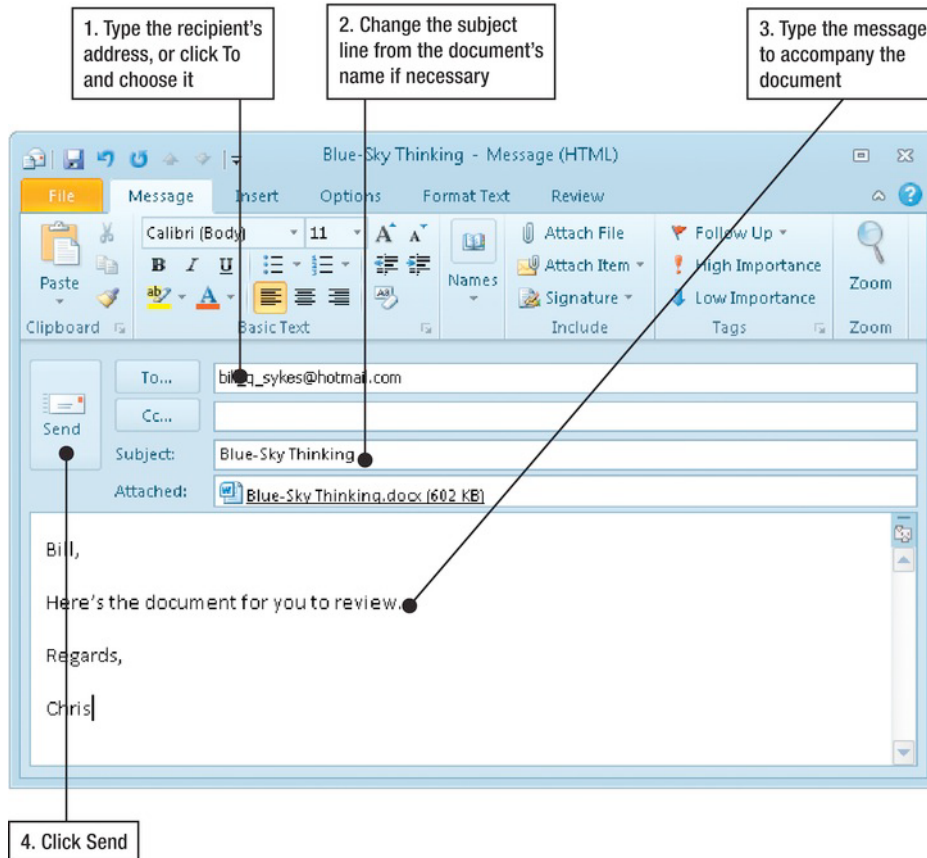 1. Type the recipient's
address, or click To
and choose it
2. Change the subject
line from the document's
name if necessary
3. Type the message
to accompany the
document
Blue-Sky Thinking - Message (HTML)
File Message Insert Options Format Text Review
Calibri (Body) 11
Paste
B I U
Names
Attach File
Attach Item
Signature
Follow Up
High Importance
Low Importance
Zoom
Clipboard Basic Text Include Tags Zoom
Send
To...
Cc...
Subject: Blue-Sky Thinking
Attached: Blue-Sky Thinking.docx (602 KB)
Bill,
Here's the document for you to review.
Regards,
Chris
4. Click Send